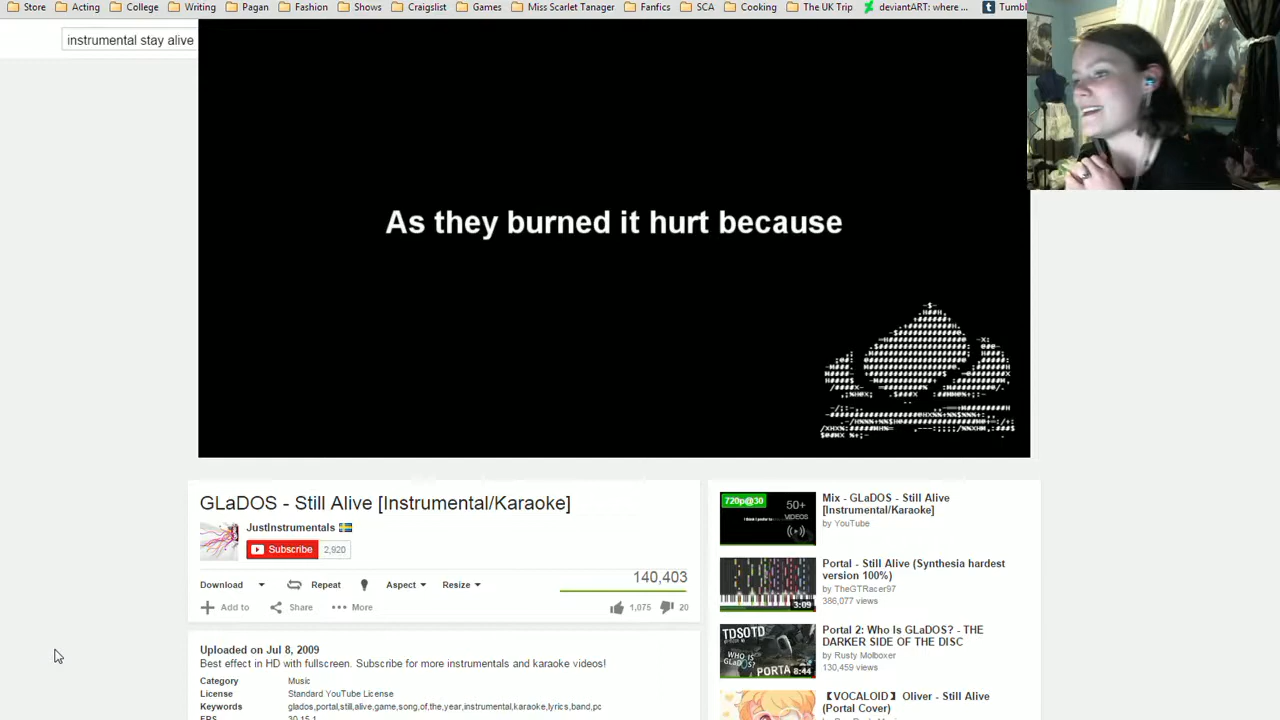 Store Acting College Writing Pagan Fashion Shows Craigslist Games Miss Scarlet Tanager Fanfics SCA Cooking The UK Trip deviantART: where ... Tumbl
instrumental stay alive
As they burned it hurt because
GLaDOS - Still Alive [Instrumental/Karaoke]
JustInstrumentals
Subscribe 2,920
Download Repeat Aspect Resize
140,403
Add to Share More
1,075 20
Uploaded on Jul 8, 2009
Best effect in HD with fullscreen. Subscribe for more instrumentals and karaoke videos!
Category Music
License Standard YouTube License
Keywords glados,portal,still,alive,game,song,of,the,year,instrumental,karaoke,lyrics,band,pc
720p@30
50+
VIDEOS
Mix - GLaDOS - Still Alive
[Instrumental/Karaoke]
by YouTube
3:09
Portal - Still Alive (Synthesia hardest
version 100%)
by TheGTRacer97
386,077 views
TDSOTD
WHO IS
GLaDOS?
PORTA
8:44
Portal 2: Who Is GLaDOS? - THE
DARKER SIDE OF THE DISC
by Rusty Molboxer
130,459 views
【VOCALOID】 Oliver - Still Alive
(Portal Cover)